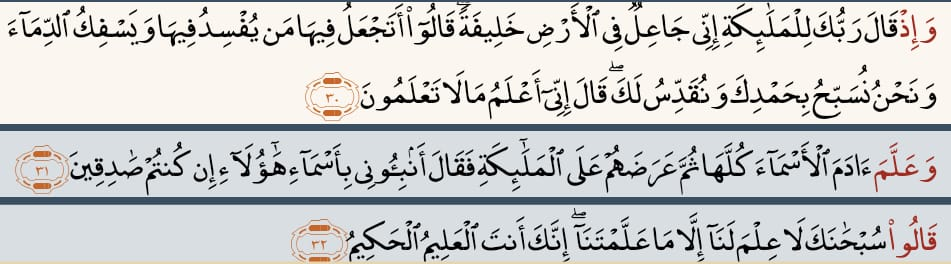 وَإِذْ قَالَ رَبُّكَ لِلْمَلَٰٓئِكَةِ إِنِّى جَاعِلٌ فِى ٱلْأَرْضِ خَلِيفَةً ۖ قَالُوٓا۟ أَتَجْعَلُ فِيهَا مَن يُفْسِدُ فِيهَا وَيَسْفِكُ ٱلدِّمَآءَ
وَنَحْنُ نُسَبِّحُ بِحَمْدِكَ وَنُقَدِّسُ لَكَ ۖ قَالَ إِنِّىٓ أَعْلَمُ مَا لَا تَعْلَمُونَ ٣٠
وَعَلَّمَ ءَادَمَ ٱلْأَسْمَآءَ كُلَّهَا ثُمَّ عَرَضَهُمْ عَلَى ٱلْمَلَٰٓئِكَةِ فَقَالَ أَنۢبِـُٔونِى بِأَسْمَآءِ هَٰٓؤُلَآءِ إِن كُنتُمْ صَٰدِقِينَ ٣١
قَالُوا۟ سُبْحَٰنَكَ لَا عِلْمَ لَنَآ إِلَّا مَا عَلَّمْتَنَآ ۖ إِنَّكَ أَنتَ ٱلْعَلِيمُ ٱلْحَكِيمُ ٣٢